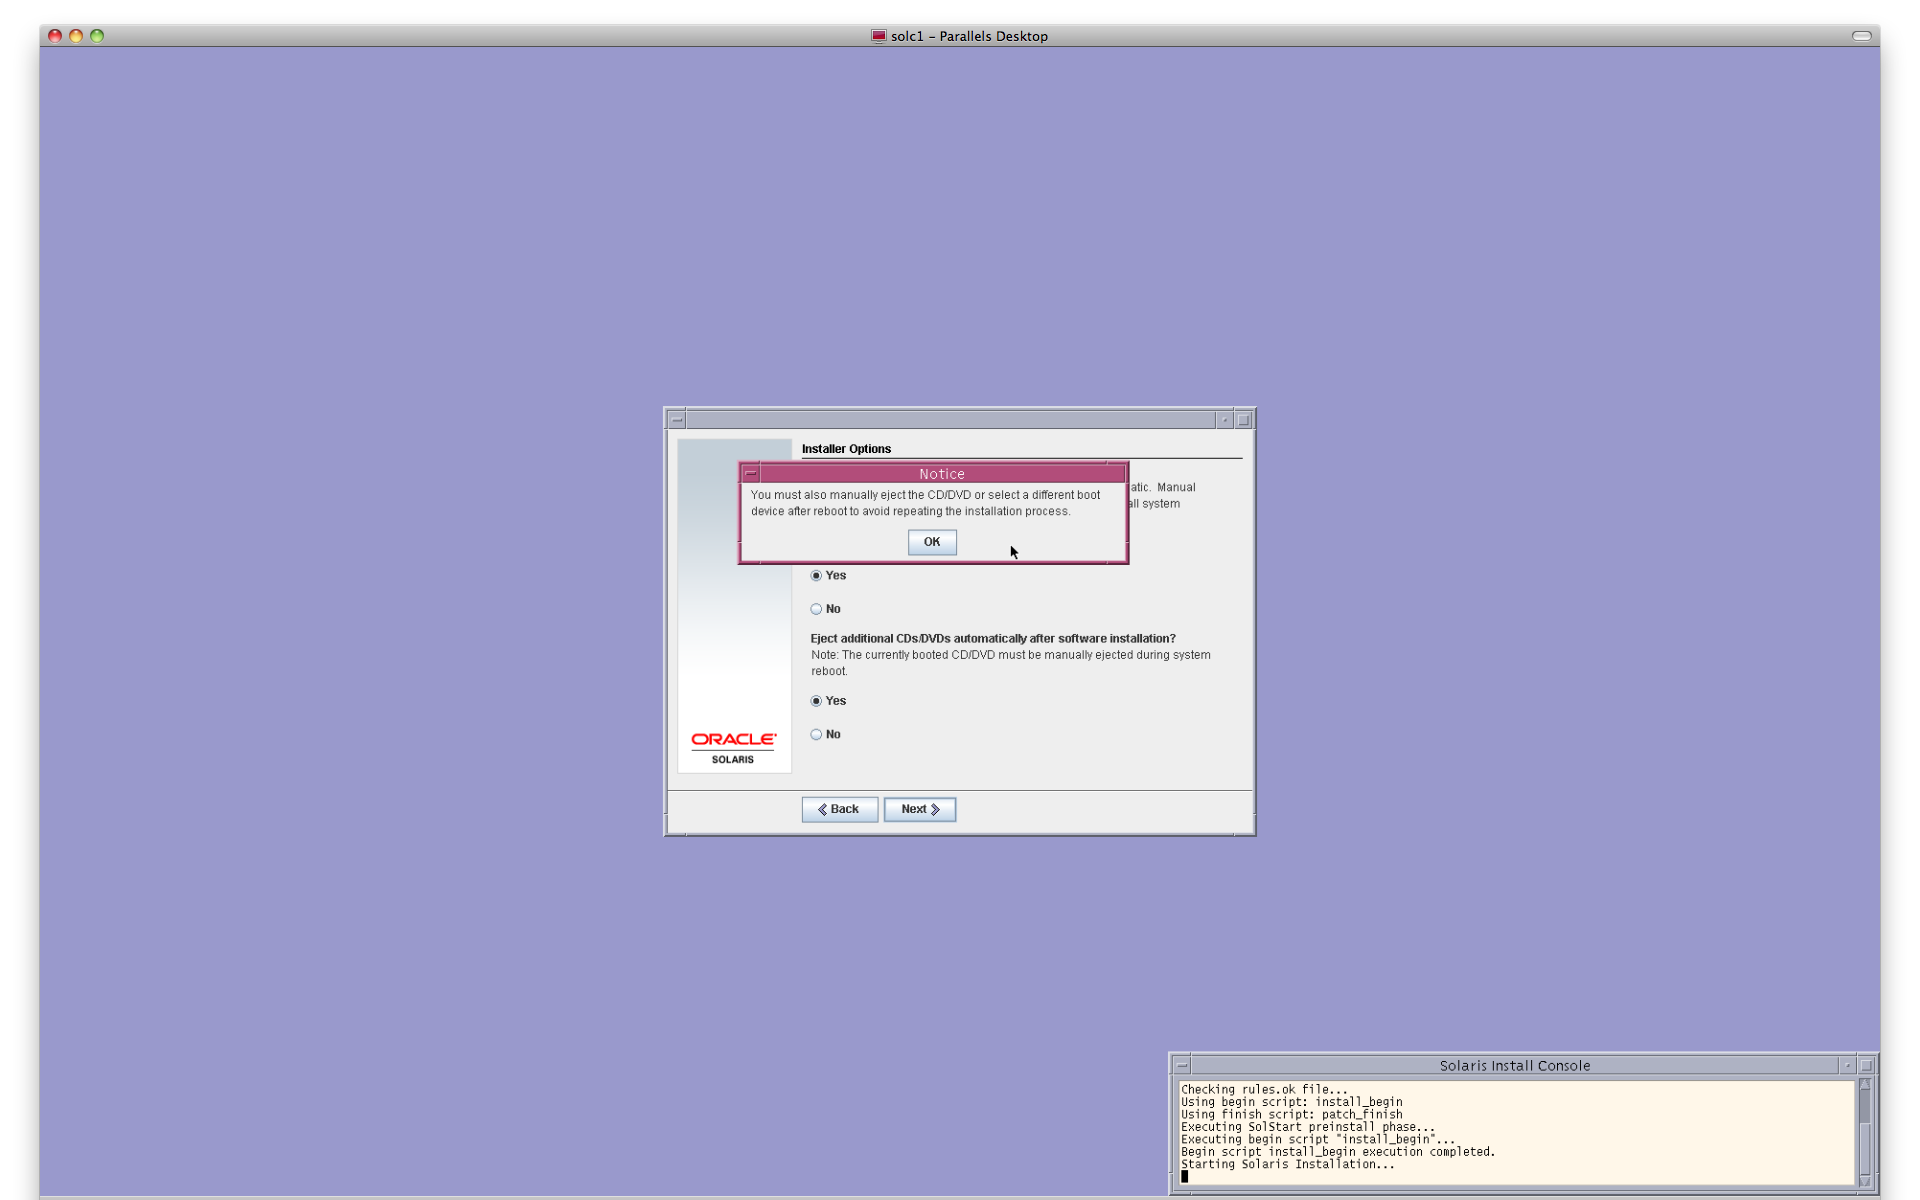 solc1 – Parallels Desktop
Installer Options
Notice
atic. Manual
all system
You must also manually eject the CD/DVD or select a different boot
device after reboot to avoid repeating the installation process.
OK
Yes
No
Eject additional CDs/DVDs automatically after software installation?
Note: The currently booted CD/DVD must be manually ejected during system
reboot.
Yes
No
ORACLE
SOLARIS
Back
Next
Solaris Install Console
Checking rules.ok file...
Using begin script: install_begin
Using finish script: patch_finish
Executing SolStart preinstall phase...
Executing begin script "install_begin"...
Begin script install_begin execution completed.
Starting Solaris Installation...